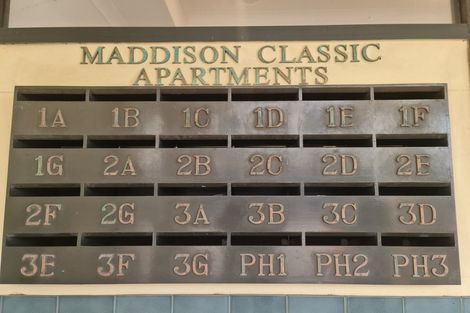 MADDISON CLASSIC
APARTMENTS
1A 1B 1C 1D 1E 1F
1G 2A 2B 2C 2D 2E
2F 2G 3A 3B 3C 3D
3E 3F 3G PH1 PH2 PH3